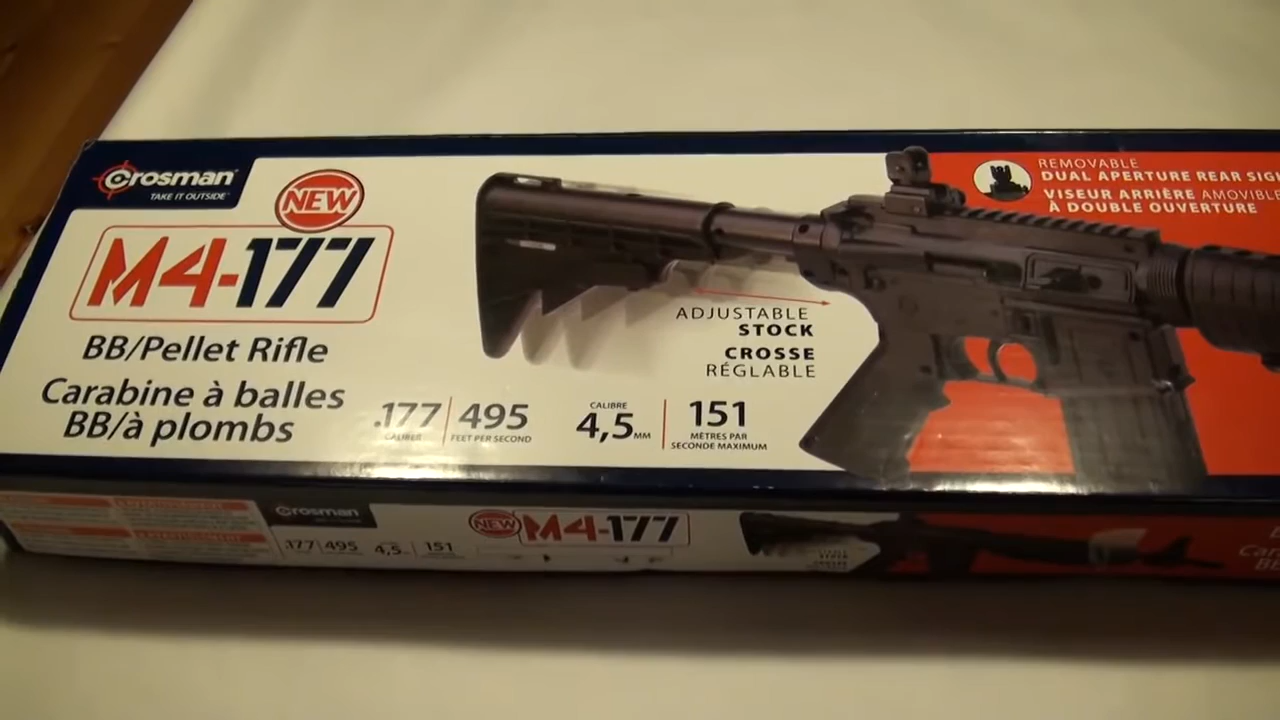 Crosman
TAKE IT OUTSIDE
NEW
M4-177
BB/Pellet Rifle
Carabine à balles
BB/à plombs
.177
CALIBER
495
FEET PER SECOND
CALIBRE
4,5 MM
151
MÈTRES PAR
SECONDE MAXIMUM
ADJUSTABLE
STOCK
CROSSE
RÉGLABLE
REMOVABLE
DUAL APERTURE REAR SIGH
VISEUR ARRIÈRE AMOVIBLE
À DOUBLE OUVERTURE
Crosman
NEW
M4-177
.177
495
4,5
151